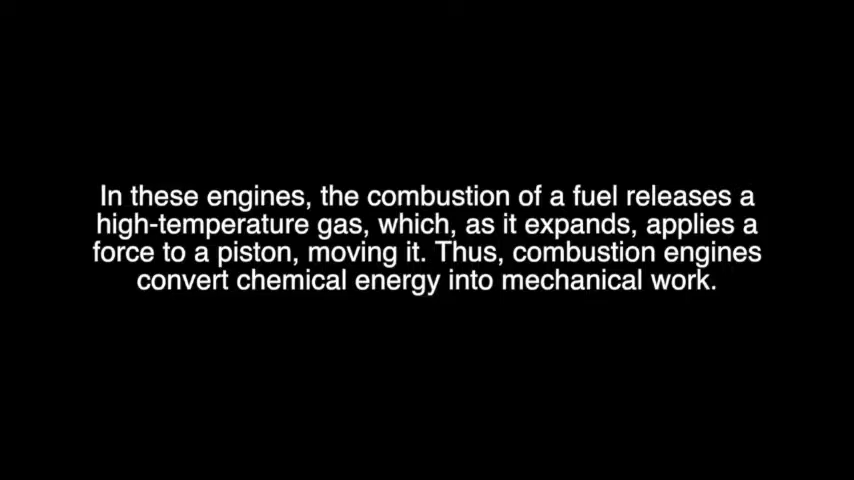 In these engines, the combustion of a fuel releases a
high-temperature gas, which, as it expands, applies a
force to a piston, moving it. Thus, combustion engines
convert chemical energy into mechanical work.